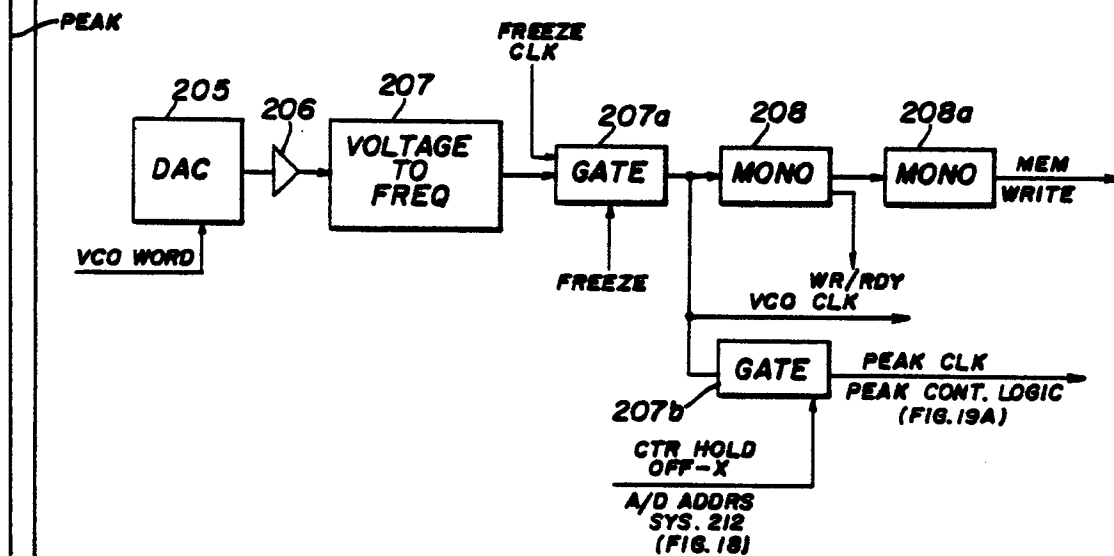 PEAK
FREEZE
CLK
205
206
207
207a
208
208a
DAC
VOLTAGE
TO
FREQ
GATE
MONO
MONO
MEM
WRITE
VCO WORD
FREEZE
WR/RDY
VCO CLK
GATE
PEAK CLK
PEAK CONT. LOGIC
(FIG.19A)
207b
CTR HOLD
OFF-X
A/D ADDRS
SYS. 212
(FIG. 18)